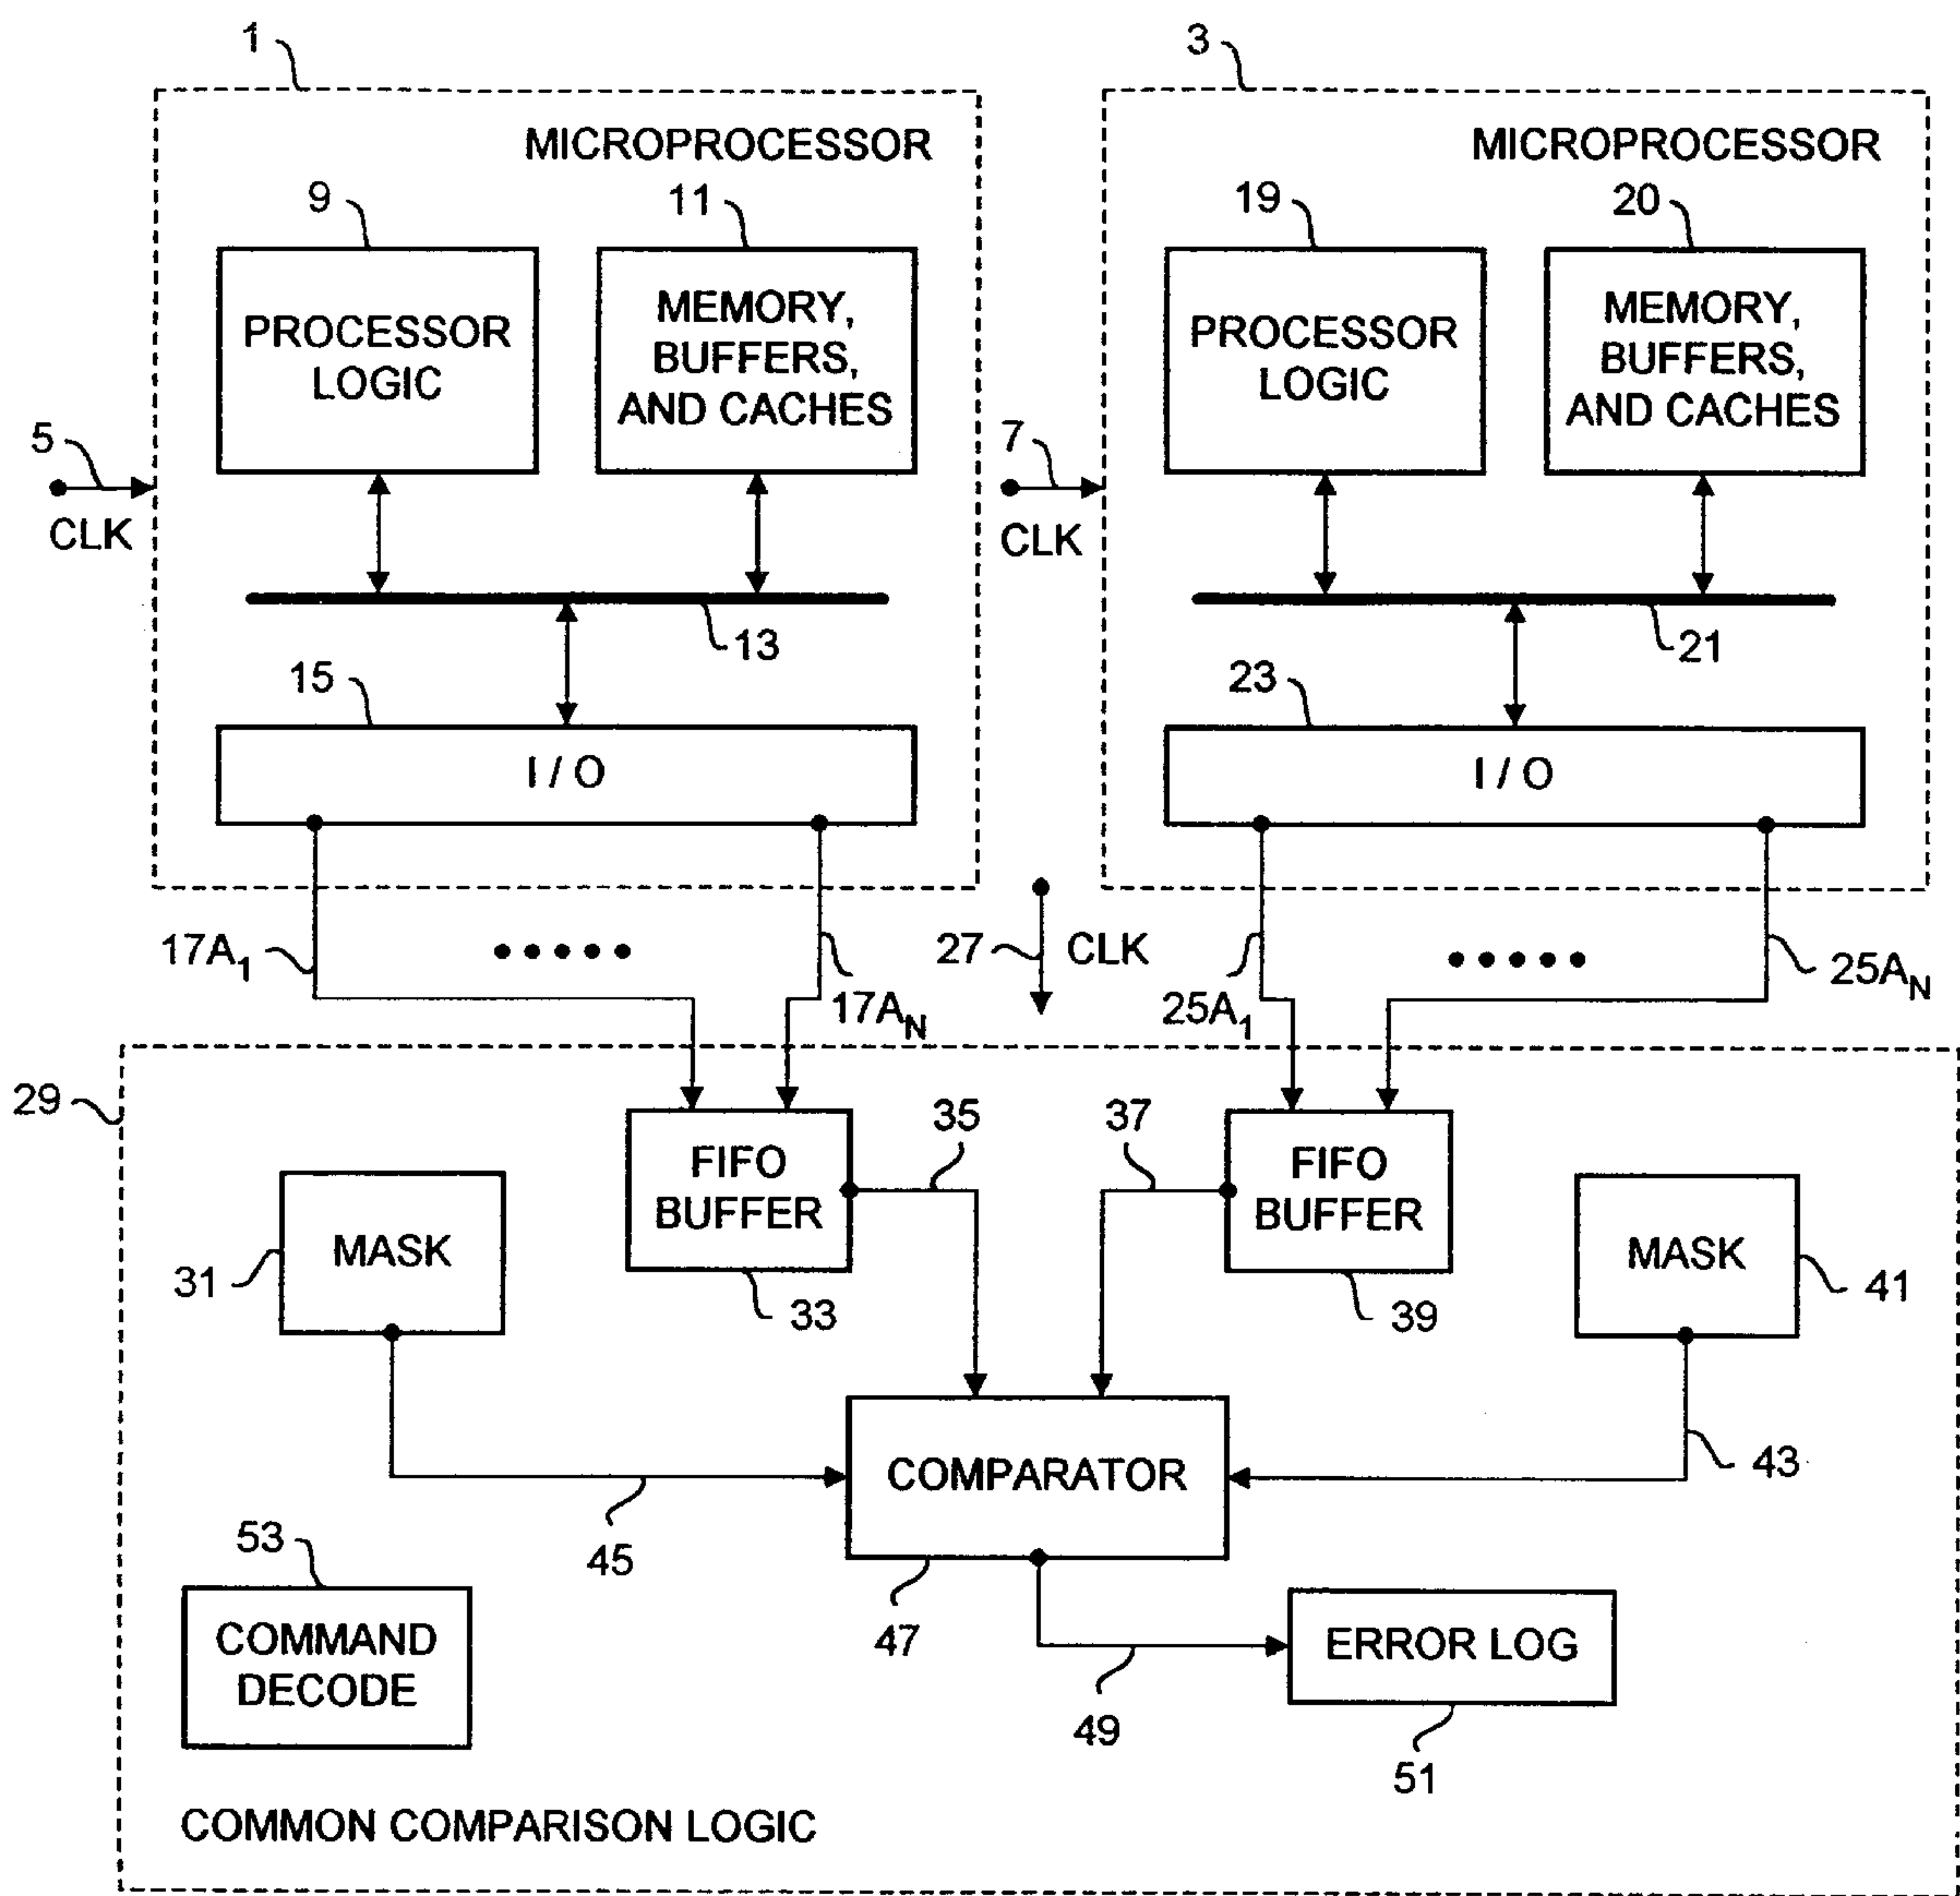 1
3
MICROPROCESSOR
MICROPROCESSOR
9
11
19
20
PROCESSOR
LOGIC
MEMORY,
BUFFERS,
AND CACHES
PROCESSOR
LOGIC
MEMORY,
BUFFERS,
AND CACHES
5
CLK
7
CLK
13
21
15
23
I / O
I / O
17A1
17AN
27
CLK
25A1
25AN
29
35
37
FIFO
BUFFER
FIFO
BUFFER
MASK
MASK
31
33
39
41
COMPARATOR
43
45
53
47
COMMAND
DECODE
ERROR LOG
49
51
COMMON COMPARISON LOGIC